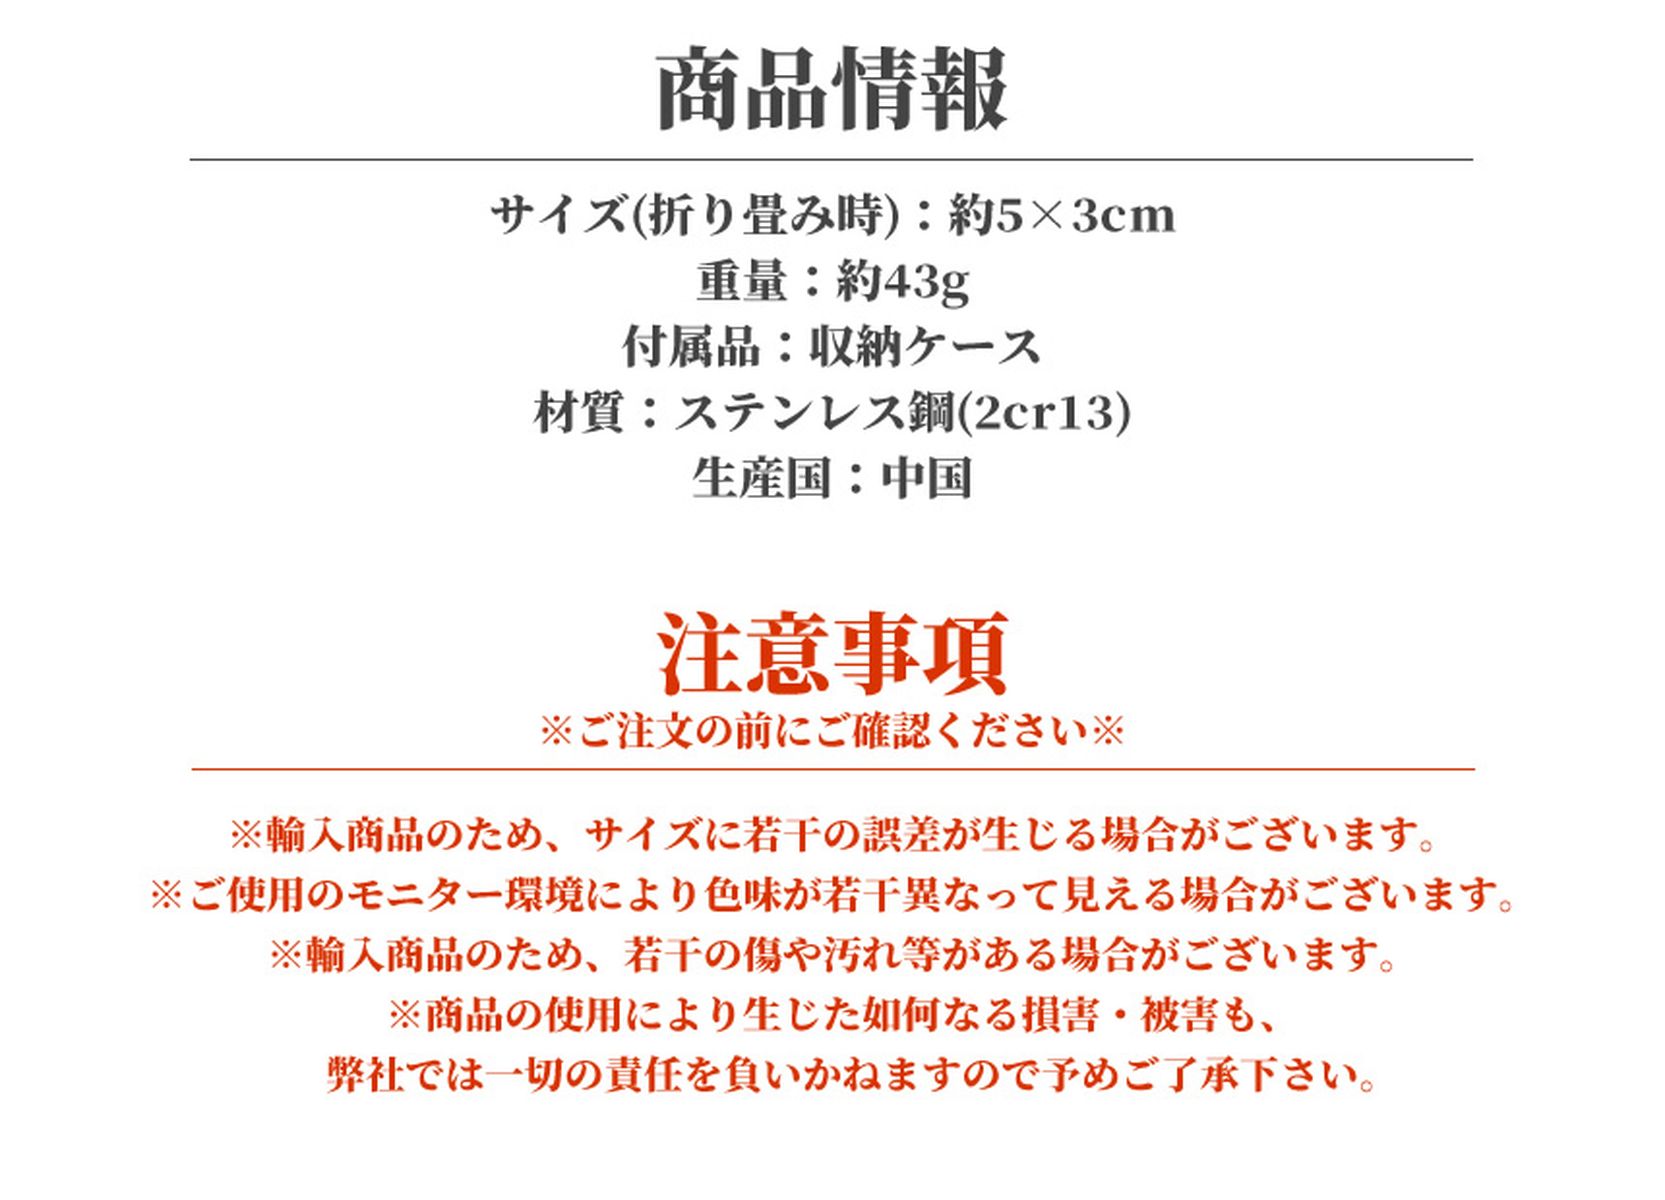 商品情報
サイズ(折り畳み時)：約5×3cm
重量：約43g
付属品：収納ケース
材質：ステンレス鋼(2cr13)
生産国：中国
注意事項
※ご注文の前にご確認ください※
※輸入商品のため、サイズに若干の誤差が生じる場合がございます。
※ご使用のモニター環境により色味が若干異なって見える場合がございます。
※輸入商品のため、若干の傷や汚れ等がある場合がございます。
※商品の使用により生じた如何なる損害・被害も、
弊社では一切の責任を負いかねますので予めご了承下さい。